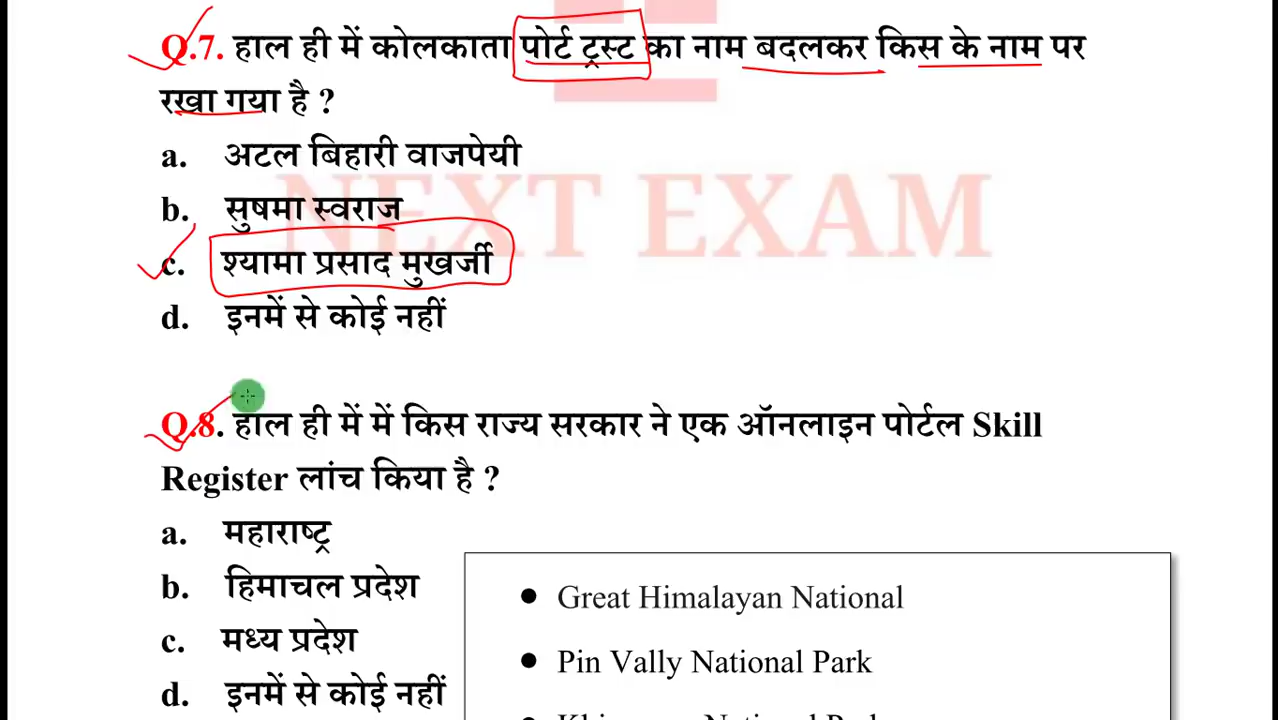 Q.7. हाल ही में कोलकाता पोर्ट ट्रस्ट का नाम बदलकर किस के नाम पर
रखा गया है ?
a. अटल बिहारी वाजपेयी
b. सुषमा स्वराज
NEXT EXAM
c. श्यामा प्रसाद मुखर्जी
d. इनमें से कोई नहीं
Q.8. हाल ही में में किस राज्य सरकार ने एक ऑनलाइन पोर्टल Skill
Register लांच किया है ?
a. महाराष्ट्र
b. हिमाचल प्रदेश
c. मध्य प्रदेश
d. इनमें से कोई नहीं
● Great Himalayan National
● Pin Vally National Park